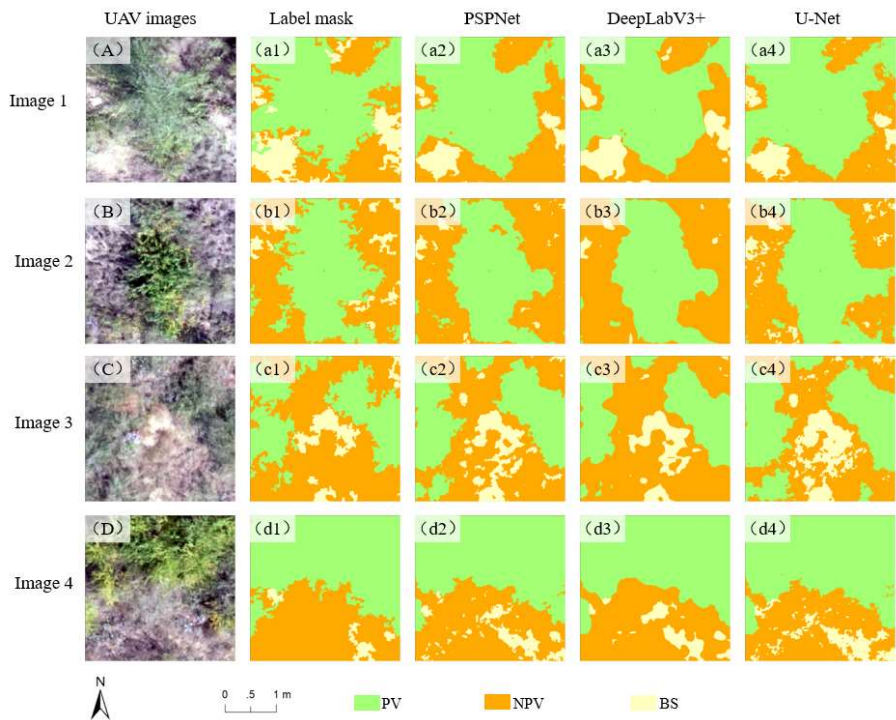 UAV images Label mask PSPNet DeepLabV3+ U-Net
Image 1 （A） （a1） （a2） （a3） （a4）
Image 2 （B） （b1） （b2） （b3） （b4）
Image 3 （C） （c1） （c2） （c3） （c4）
Image 4 （D） （d1） （d2） （d3） （d4）
N
0 .5 1 m PV NPV BS